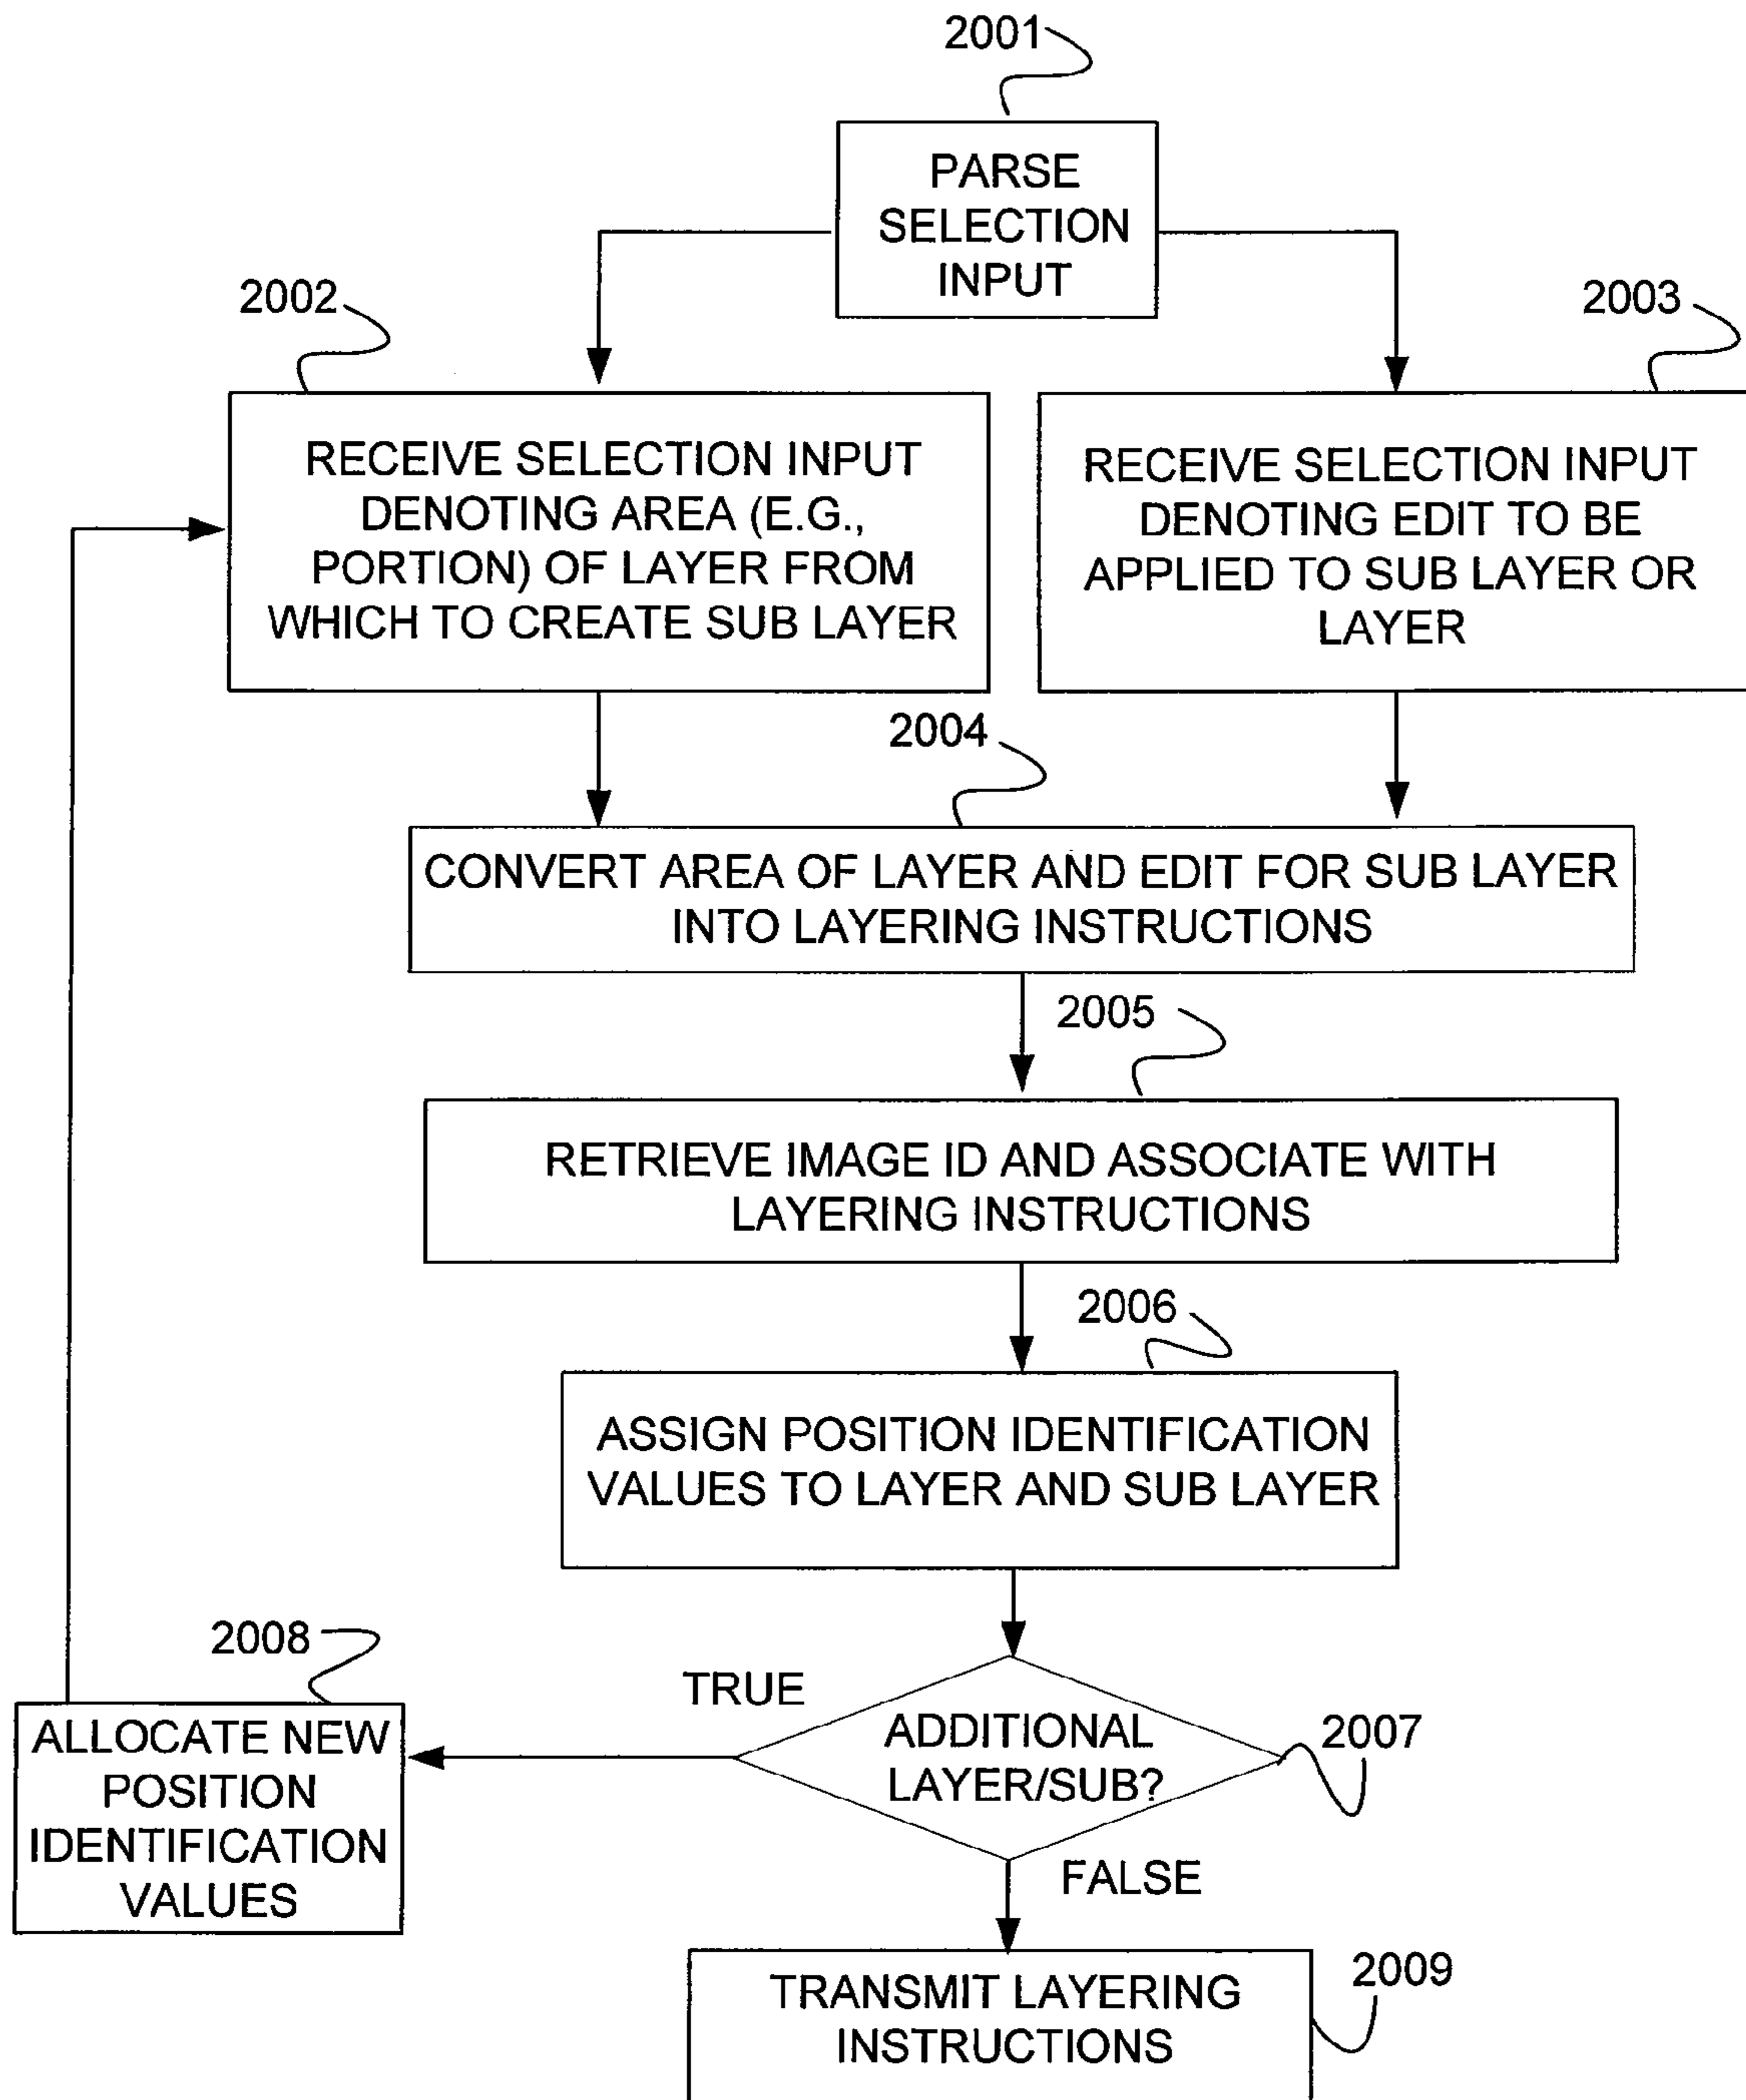 2001
PARSE
SELECTION
INPUT
2002
2003
RECEIVE SELECTION INPUT
DENOTING AREA (E.G.,
PORTION) OF LAYER FROM
WHICH TO CREATE SUB LAYER
RECEIVE SELECTION INPUT
DENOTING EDIT TO BE
APPLIED TO SUB LAYER OR
LAYER
2004
CONVERT AREA OF LAYER AND EDIT FOR SUB LAYER
INTO LAYERING INSTRUCTIONS
2005
RETRIEVE IMAGE ID AND ASSOCIATE WITH
LAYERING INSTRUCTIONS
2006
ASSIGN POSITION IDENTIFICATION
VALUES TO LAYER AND SUB LAYER
2008
TRUE
ALLOCATE NEW
POSITION
IDENTIFICATION
VALUES
ADDITIONAL
LAYER/SUB?
2007
FALSE
TRANSMIT LAYERING
INSTRUCTIONS
2009